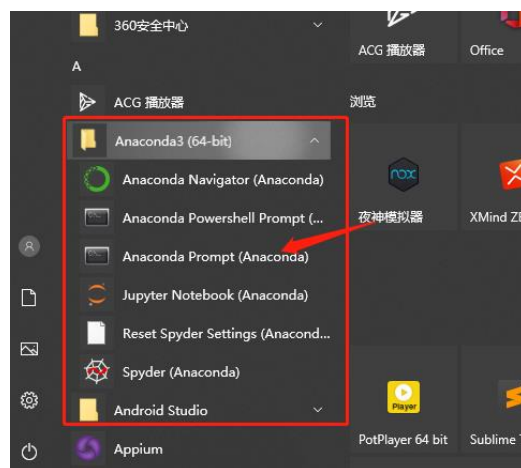 360安全中心
ACG 播放器
Office
A
ACG 播放器
浏览
Anaconda3 (64-bit)
Anaconda Navigator (Anaconda)
Anaconda Powershell Prompt (...
夜神模拟器
XMind ZE
Anaconda Prompt (Anaconda)
Jupyter Notebook (Anaconda)
Reset Spyder Settings (Anacond...
Spyder (Anaconda)
Android Studio
Player
Appium
PotPlayer 64 bit
Sublime T